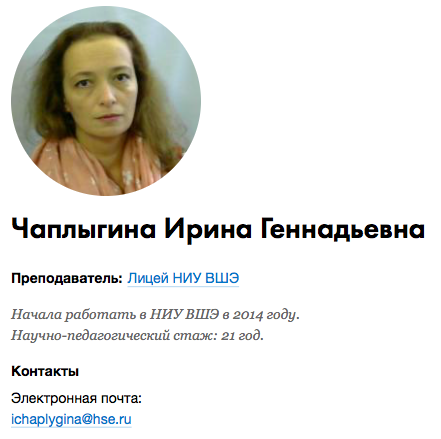 Чаплыгина Ирина Геннадьевна
Преподаватель: Лицей НИУ ВШЭ
Начала работать в НИУ ВШЭ в 2014 году.
Научно-педагогический стаж: 21 год.
Контакты
Электронная почта:
ichaplygina@hse.ru